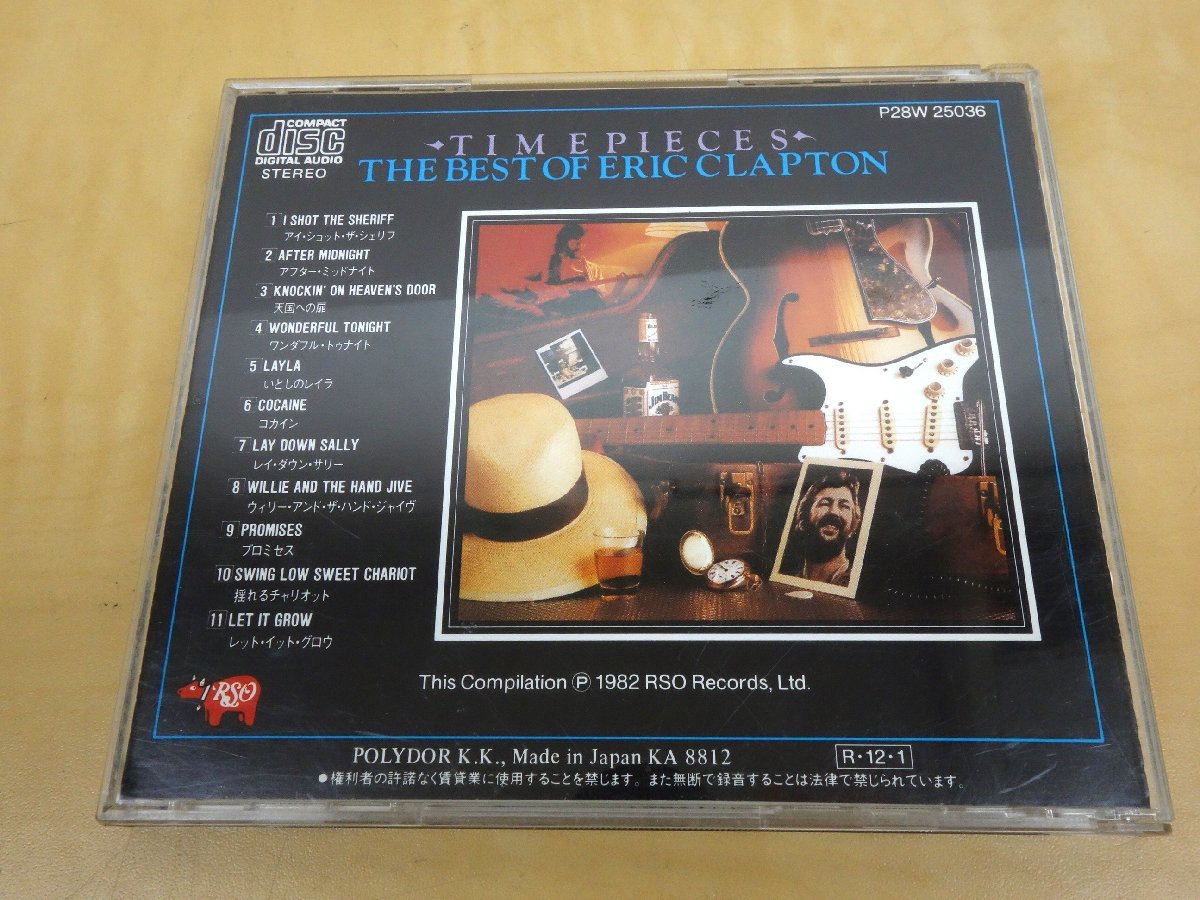 P28W 25036
COMPACT
disc
DIGITAL AUDIO
STEREO
TIMEPIECES
THE BEST OF ERIC CLAPTON
1 I SHOT THE SHERIFF
アイ・ショット・ザ・シェリフ
2 AFTER MIDNIGHT
アフター・ミッドナイト
3 KNOCKIN' ON HEAVEN'S DOOR
天国への扉
4 WONDERFUL TONIGHT
ワンダフル・トゥナイト
5 LAYLA
いとしのレイラ
6 COCAINE
コカイン
7 LAY DOWN SALLY
レイ・ダウン・サリー
8 WILLIE AND THE HAND JIVE
ウィリー・アンド・ザ・ハンド・ジャイヴ
9 PROMISES
プロミセス
10 SWING LOW SWEET CHARIOT
揺れるチャリオット
11 LET IT GROW
レット・イット・グロウ
JIM BEAM
RSO
This Compilation Ⓟ 1982 RSO Records, Ltd.
POLYDOR K.K., Made in Japan KA 8812
R・12・1
●権利者の許諾なく賃貸業に使用することを禁じます。また無断で録音することは法律で禁じられています。